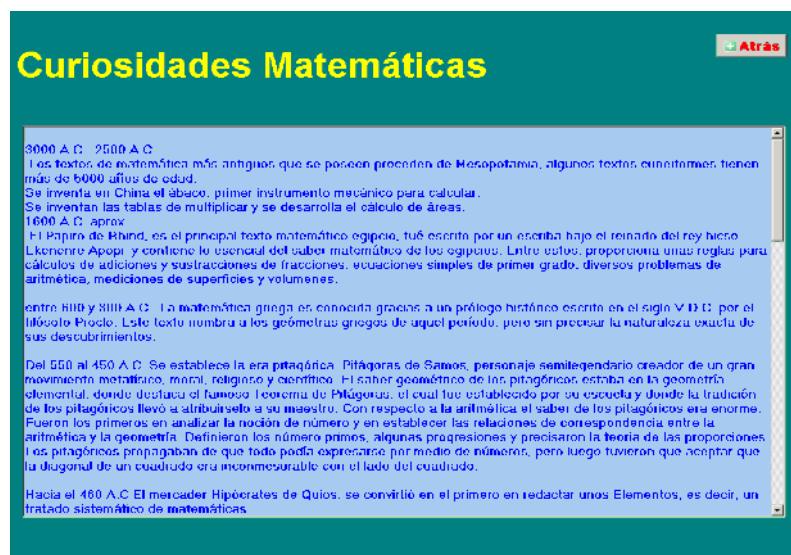 Atrás
Curiosidades Matemáticas
3000 A.C. 2500 A.C.
Los textos de matemática más antiguos que se poseen proceden de Mesopotamia, algunos textos cuneiformes tienen
más de 5000 años de edad.
Se inventa en China el ábaco, primer instrumento mecánico para calcular.
Se inventan las tablas de multiplicar y se desarrolla el cálculo de áreas.
1600 A.C. aprox
El Papiro de Rhind, es el principal texto matemático egipcio, fué escrito por un escriba bajo el reinado del rey hicso
Ekenenre Apopi y contiene lo esencial del saber matemático de los egipcios. Entre estos, proporciona unas reglas para
cálculos de adiciones y sustracciones de fracciones, ecuaciones simples de primer grado, diversos problemas de
aritmética, mediciones de superficies y volumenes.
entre 600 y 300 A.C. La matemática griega es conocida gracias a un prólogo histórico escrito en el siglo V D.C. por el
filósofo Proclo. Este texto nombra a los geómetras griegos de aquel período, pero sin precisar la naturaleza exacta de
sus descubrimientos.
Del 550 al 450 A.C. Se establece la era pitagórica. Pitágoras de Samos, personaje semilegendario creador de un gran
movimiento metafísico, moral, religioso y científico. El saber geométrico de los pitagóricos estaba en la geometría
elemental, donde destaca el famoso Teorema de Pitágoras, el cual fue establecido por su escuela y donde la tradición
de los pitagóricos llevó a atribuirselo a su maestro. Con respecto a la aritmética el saber de los pitagóricos era enorme.
Fueron los primeros en analizar la noción de número y en establecer las relaciones de correspondencia entre la
aritmética y la geometría. Definieron los número primos, algunas progresiones y precisaron la teoría de las proporciones.
Los pitagóricos propagaban de que todo podía expresarse por medio de números, pero luego tuvieron que aceptar que
la diagonal de un cuadrado era inconmesurable con el lado del cuadrado.
Hacia el 460 A.C El mercader Hipócrates de Quios, se convirtió en el primero en redactar unos Elementos, es decir, un
tratado sistemático de matemáticas